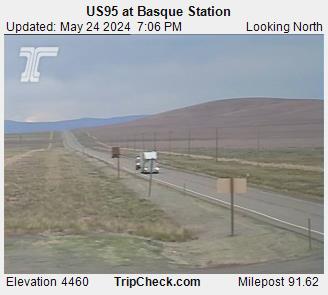 US95 at Basque Station
Updated: May 24 2024 7:06 PM Looking North
Elevation 4460 TripCheck.com Milepost 91.62